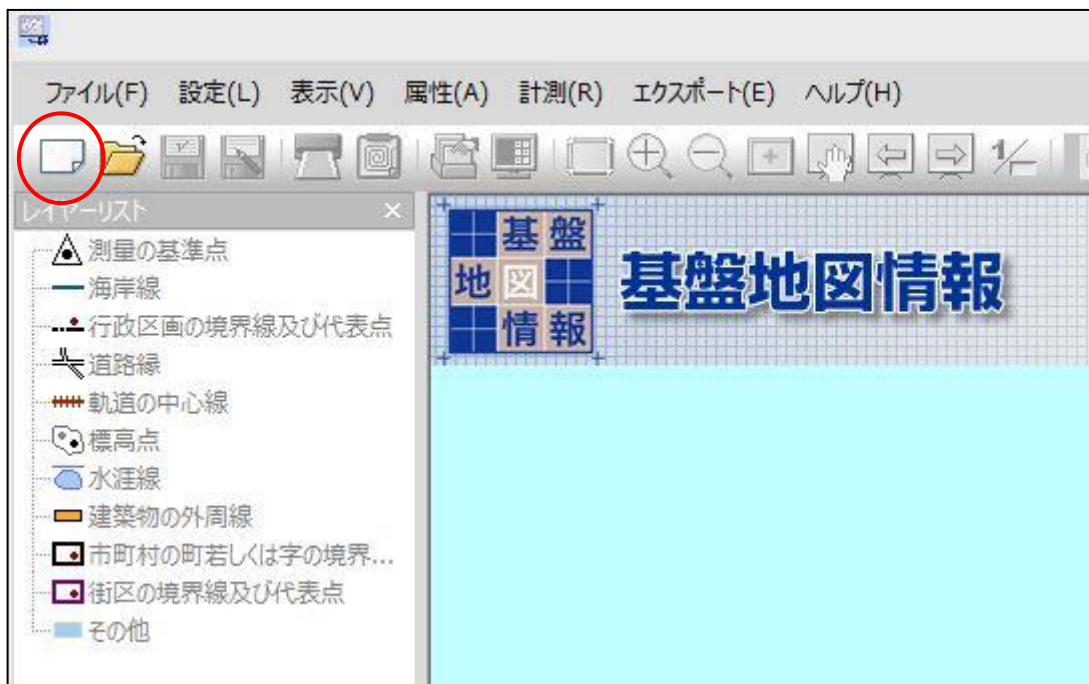 ファイル(F) 設定(L) 表示(V) 属性(A) 計測(R) エクスポート(E) ヘルプ(H)
レイヤーリスト
測量の基準点
海岸線
行政区画の境界線及び代表点
道路縁
軌道の中心線
標高点
水涯線
建築物の外周線
市町村の町若しくは字の境界...
街区の境界線及び代表点
その他
基盤
地図
情報
基盤地図情報